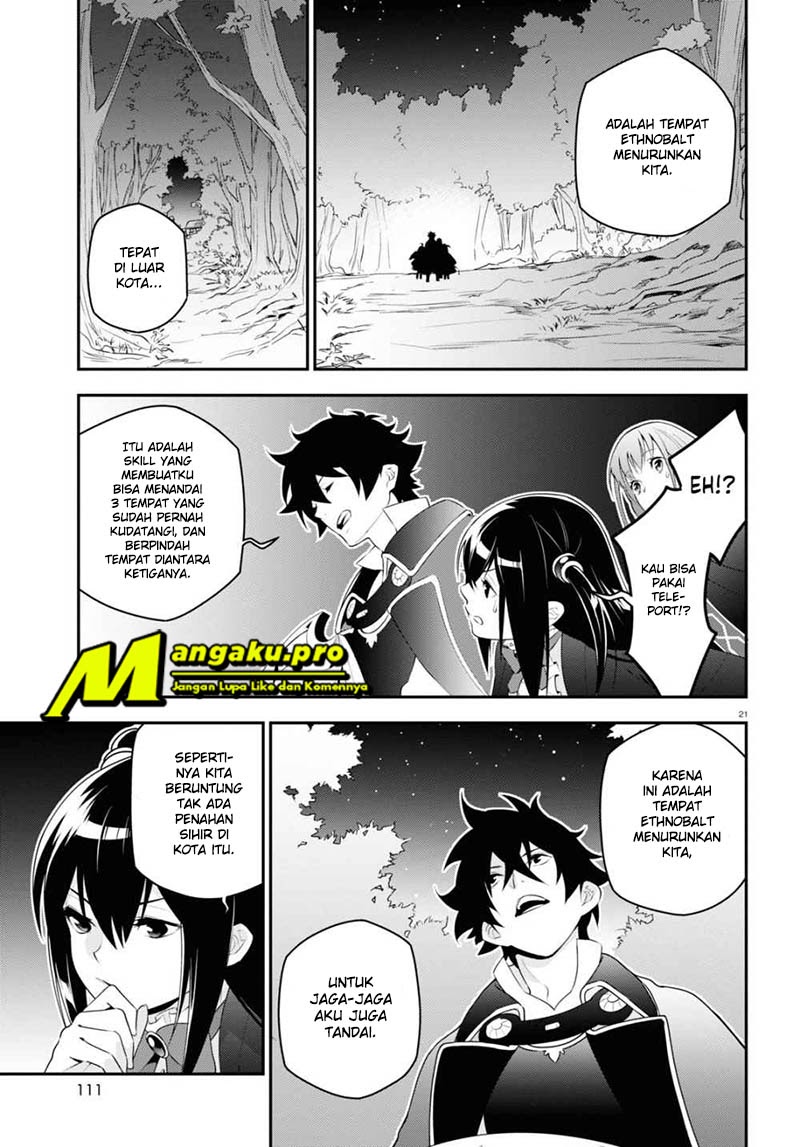 ADALAH TEMPAT
ETHNOBALT
MENURUNKAN
KITA.
TEPAT
DI LUAR
KOTA...
EH!?
KAU BISA
PAKAI
TELE-
PORT!?
ITU ADALAH
SKILL YANG
MEMBUATKU
BISA MENANDAI
3 TEMPAT YANG
SUDAH PERNAH
KUDATANGI, DAN
BERPINDAH
TEMPAT DIANTARA
KETIGANYA.
Mangaku.pro
Jangan Lupa Like dan Komennya
21
KARENA
INI ADALAH
TEMPAT
ETHNOBALT
MENURUNKAN
KITA,
UNTUK
JAGA-JAGA
AKU JUGA
TANDAI.
SEPERTI-
NYA KITA
BERUNTUNG
TAK ADA
PENAHAN
SIHIR DI
KOTA ITU.
111